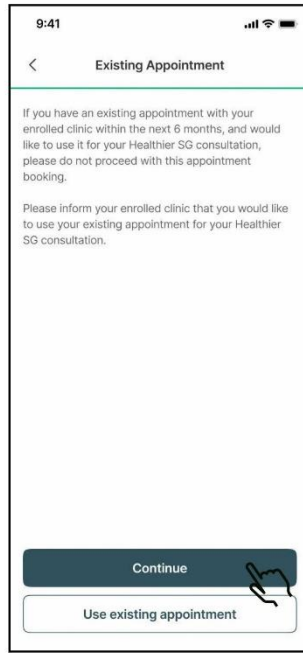 9:41
Existing Appointment
If you have an existing appointment with your
enrolled clinic within the next 6 months, and would
like to use it for your Healthier SG consultation,
please do not proceed with this appointment
booking.
Please inform your enrolled clinic that you would like
to use your existing appointment for your Healthier
SG consultation.
Continue
Use existing appointment